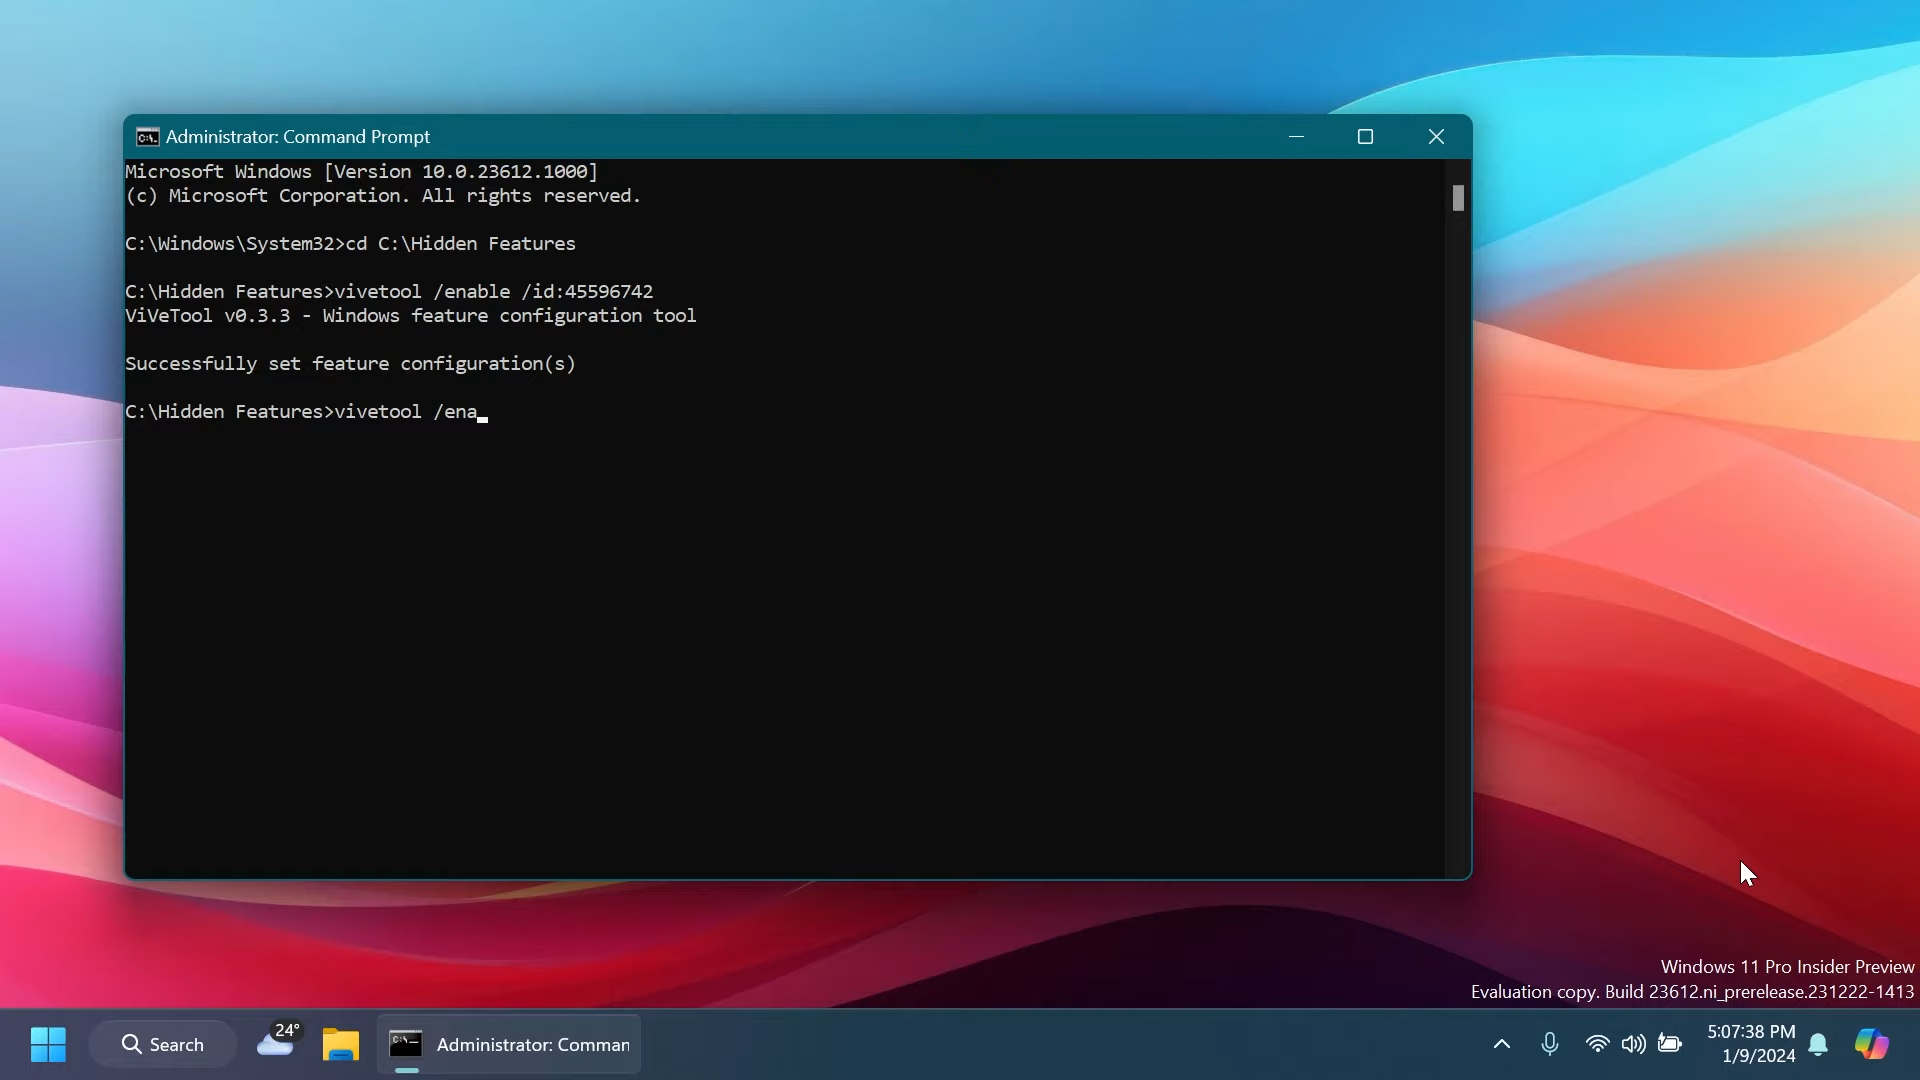 Administrator: Command Prompt
Microsoft Windows [Version 10.0.23612.1000]
(c) Microsoft Corporation. All rights reserved.
C:\Windows\System32>cd C:\Hidden Features
C:\Hidden Features>vivetool /enable /id:45596742
ViVeTool v0.3.3 - Windows feature configuration tool
Successfully set feature configuration(s)
C:\Hidden Features>vivetool /ena
Windows 11 Pro Insider Preview
Evaluation copy. Build 23612.ni_prerelease.231222-1413
Search
24°
Administrator: Comman
5:07:38 PM
1/9/2024